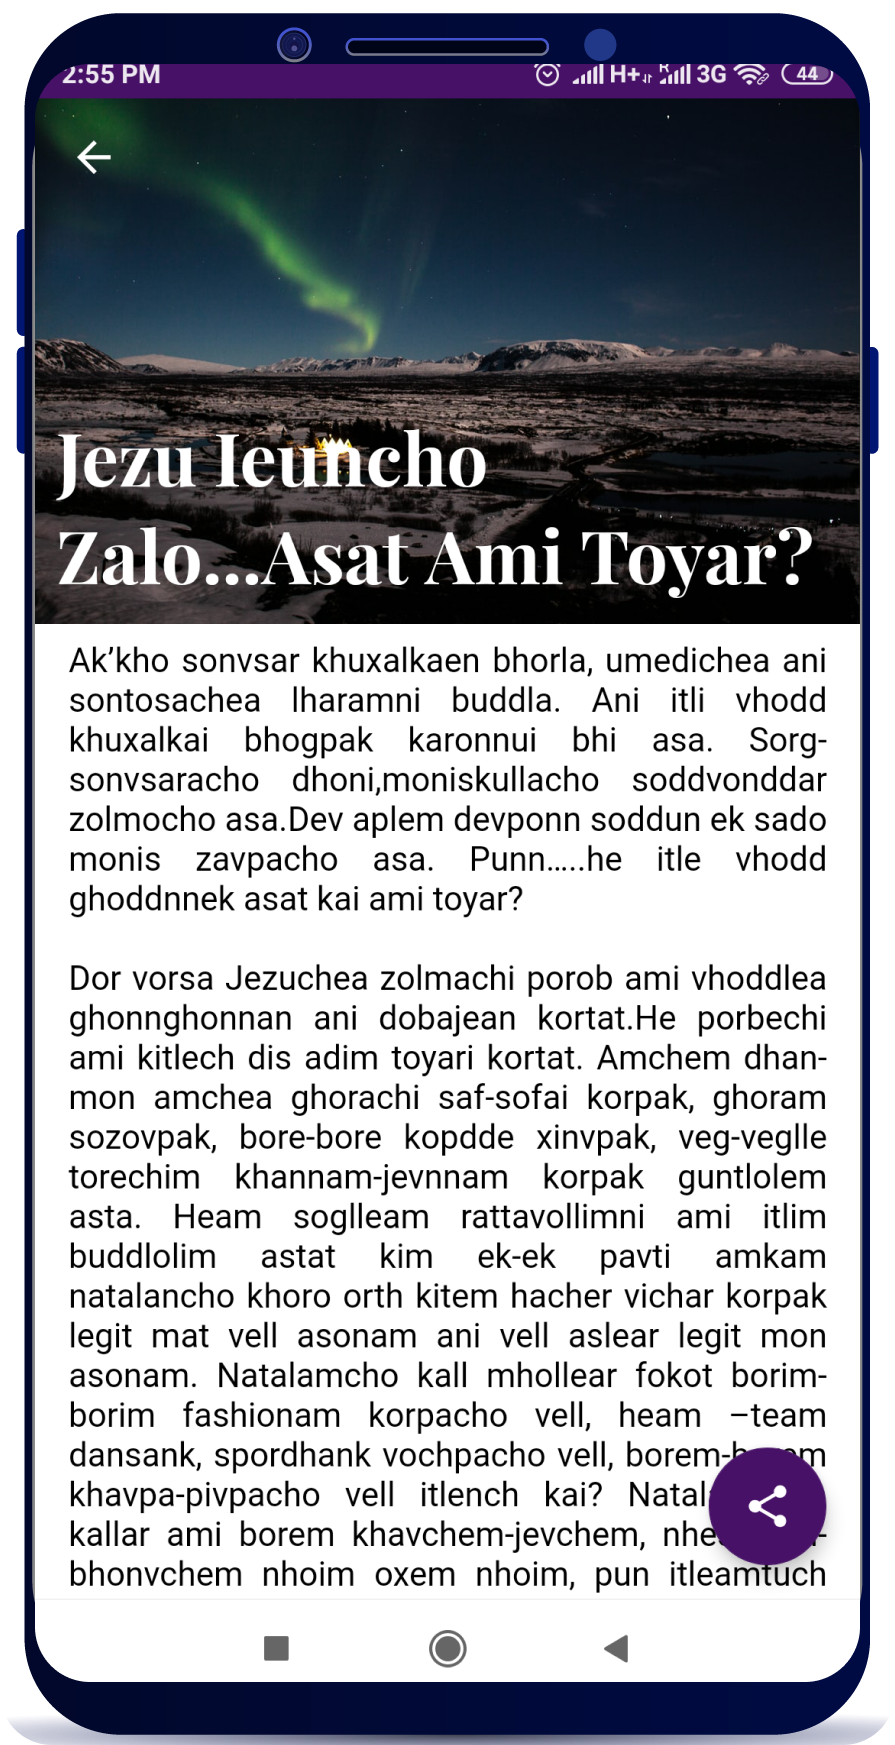 2:55 PM
H+ R 3G 44
Jezu Ieuncho
Zalo...Asat Ami Toyar?
Ak’kho sonvsar khuxalkaen bhorla, umedichea ani
sontosachea lharamni buddla. Ani itli vhodd
khuxalkai bhogpak karonnui bhi asa. Sorg-
sonvsaracho dhoni,moniskullacho soddvonddar
zolmocho asa.Dev aplem devponn soddun ek sado
monis zavpacho asa. Punn.....he itle vhodd
ghoddnnek asat kai ami toyar?
Dor vorsa Jezuchea zolmachi porob ami vhoddlea
ghonnghonnan ani dobajean kortat.He porbechi
ami kitlech dis adim toyari kortat. Amchem dhan-
mon amchea ghorachi saf-sofai korpak, ghoram
sozovpak, bore-bore kopdde xinvpak, veg-veglle
torechim khannam-jevnnam korpak guntlolem
asta. Heam soglleam rattavollimni ami itlim
buddlolim astat kim ek-ek pavti amkam
natalancho khoro orth kitem hacher vichar korpak
legit mat vell asonam ani vell aslear legit mon
asonam. Natalamcho kall mhollear fokot borim-
borim fashionam korpacho vell, heam –team
dansank, spordhank vochpacho vell,
khavpa-pivpacho vell itlench kai?
kallar ami borem khavchem-jevchem,
bhonvchem nhoim oxem nhoim, pun itleamtuch